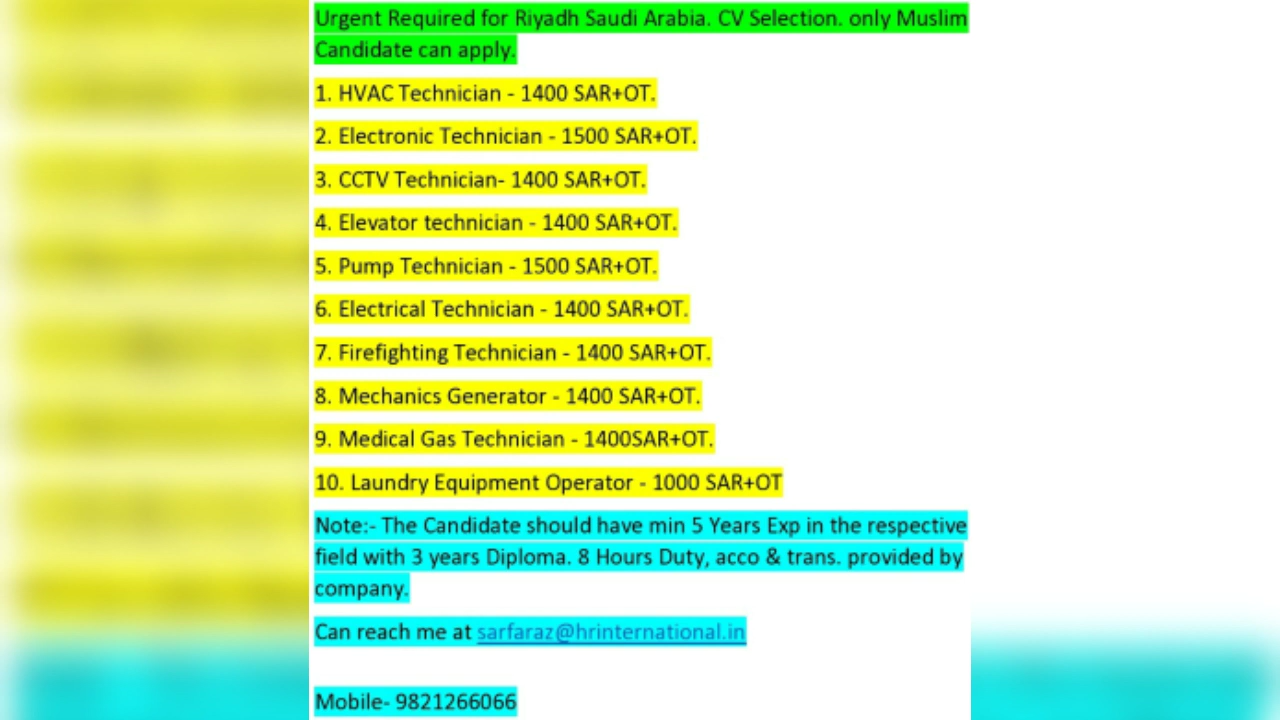 Urgent Required for Riyadh Saudi Arabia. CV Selection. only Muslim
Candidate can apply.
1. HVAC Technician - 1400 SAR+OT.
2. Electronic Technician - 1500 SAR+OT.
3. CCTV Technician- 1400 SAR+OT.
4. Elevator technician - 1400 SAR+OT.
5. Pump Technician - 1500 SAR+OT.
6. Electrical Technician - 1400 SAR+OT.
7. Firefighting Technician - 1400 SAR+OT.
8. Mechanics Generator - 1400 SAR+OT.
9. Medical Gas Technician - 1400SAR+OT.
10. Laundry Equipment Operator - 1000 SAR+OT
Note:- The Candidate should have min 5 Years Exp in the respective
field with 3 years Diploma. 8 Hours Duty, acco & trans. provided by
company.
Can reach me at sarfaraz@hrinternational.in
Mobile- 9821266066